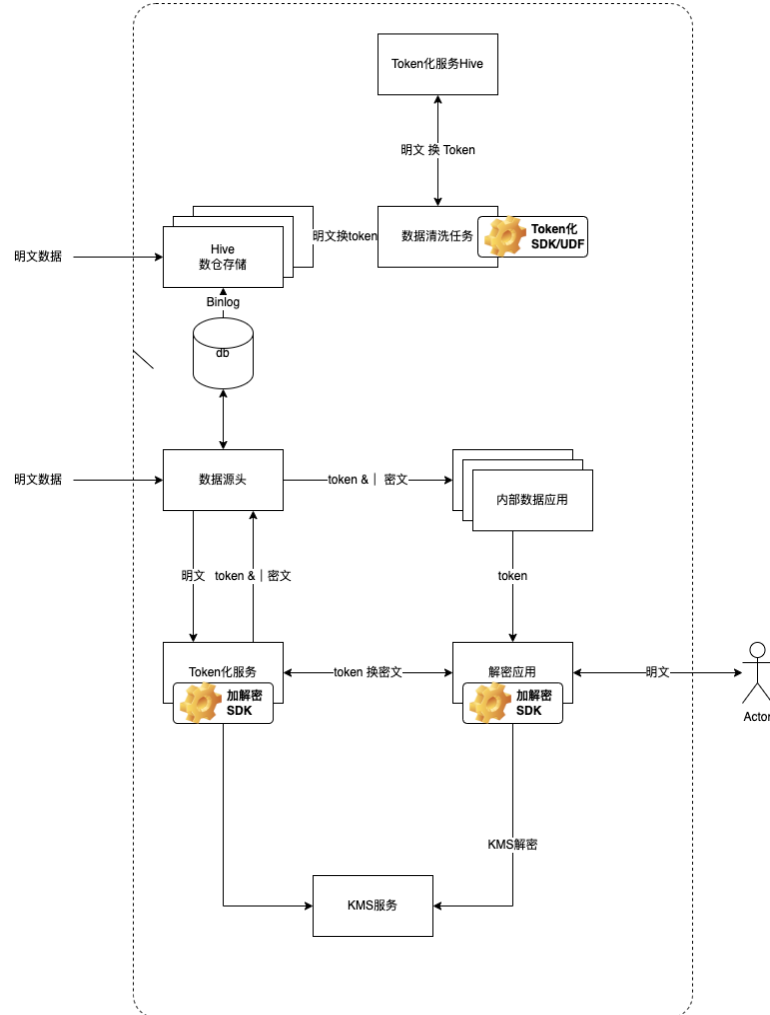 Token化服务Hive
明文 换 Token
明文换token
数据清洗任务
Token化
SDK/UDF
明文数据
Hive
数仓存储
Binlog
db
明文数据
数据源头
token &｜ 密文
内部数据应用
明文
token &｜密文
token
Token化服务
加解密
SDK
token 换密文
解密应用
加解密
SDK
明文
Actor
KMS解密
KMS服务